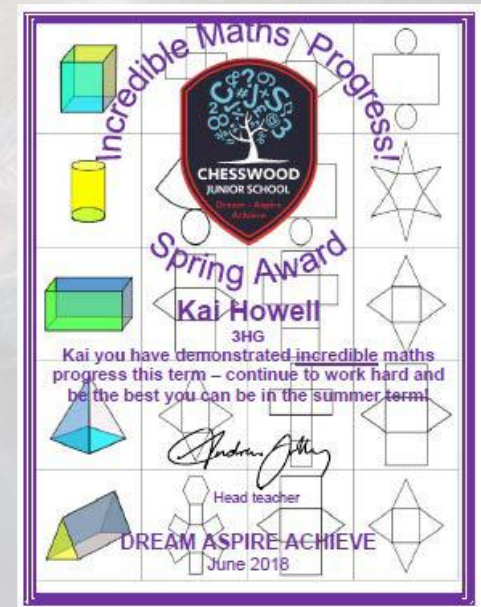 Incredible Maths Progress!
CHESSWOOD
JUNIOR SCHOOL
Dream - Aspire
Achieve
Spring Award
Kai Howell
3HG
Kai you have demonstrated incredible maths
progress this term – continue to work hard and
be the best you can be in the summer term!
Head teacher
DREAM ASPIRE ACHIEVE
June 2018